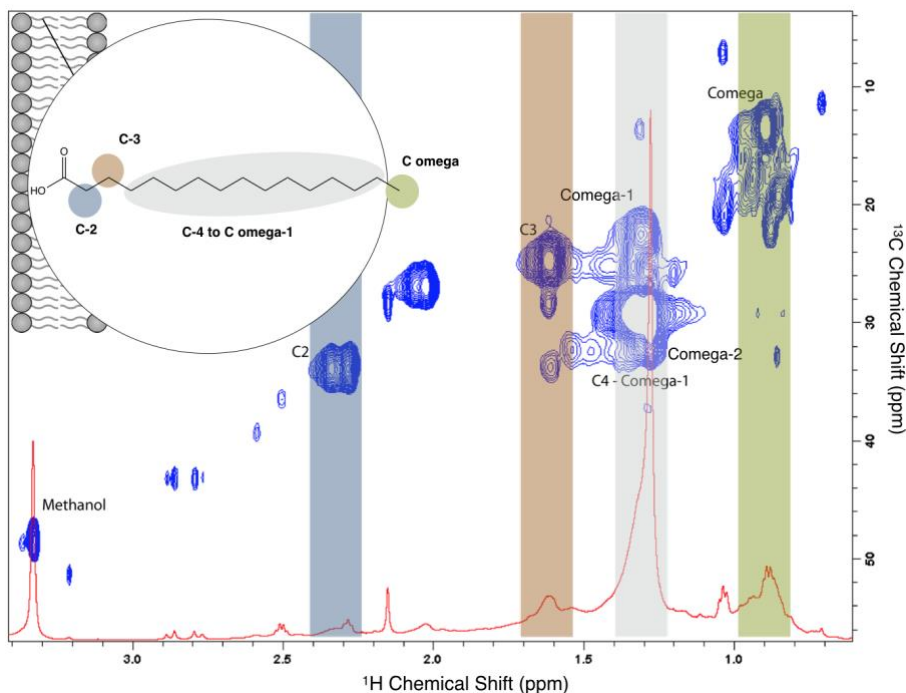 C-3
O
HO
C-2
C omega
C-4 to C omega-1
Comega
Comega-1
C3
C2
Comega-2
C4 - Comega-1
Methanol
10
20
30
40
50
¹³C Chemical Shift (ppm)
3.0 2.5 2.0 1.5 1.0
¹H Chemical Shift (ppm)